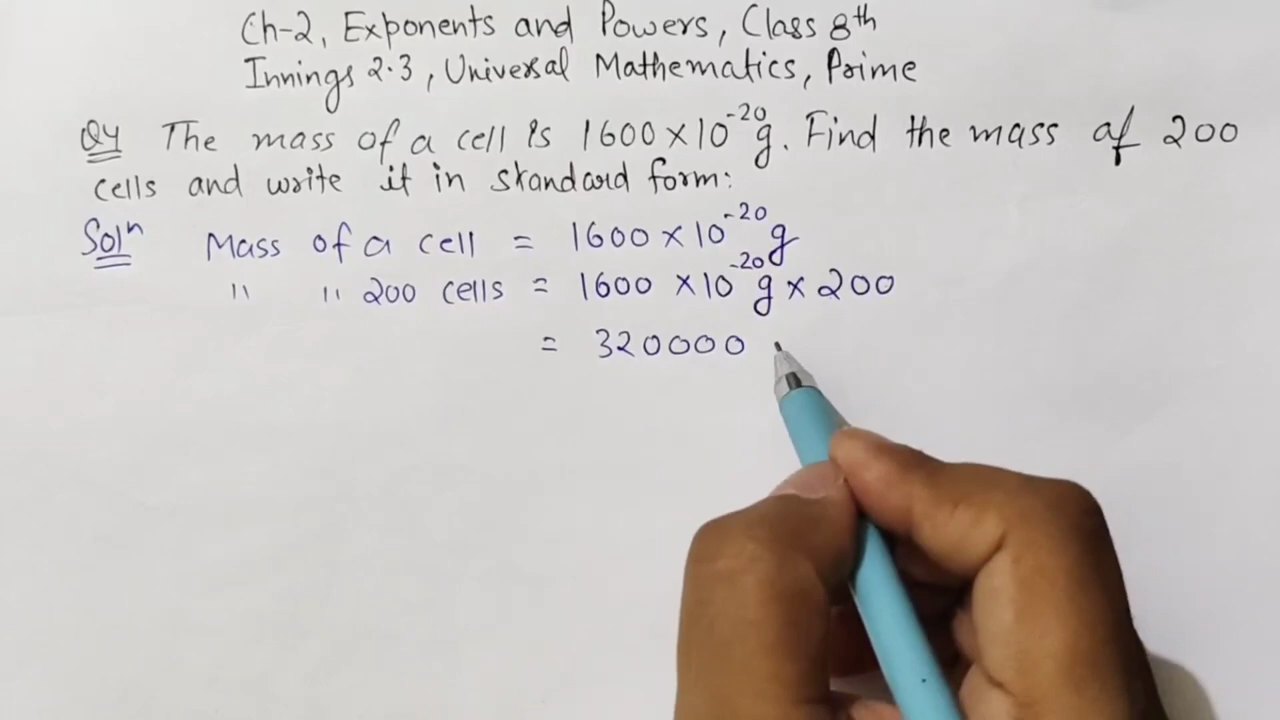 Ch-2, Exponents and Powers, Class 8th
Innings 2.3, Universal Mathematics, Prime
Q4 The mass of a cell is 1600 × 10⁻²⁰ g. Find the mass of 200
cells and write it in standard form:
Solⁿ Mass of a cell = 1600 × 10⁻²⁰ g
" " 200 cells = 1600 × 10⁻²⁰ g × 200
= 320000